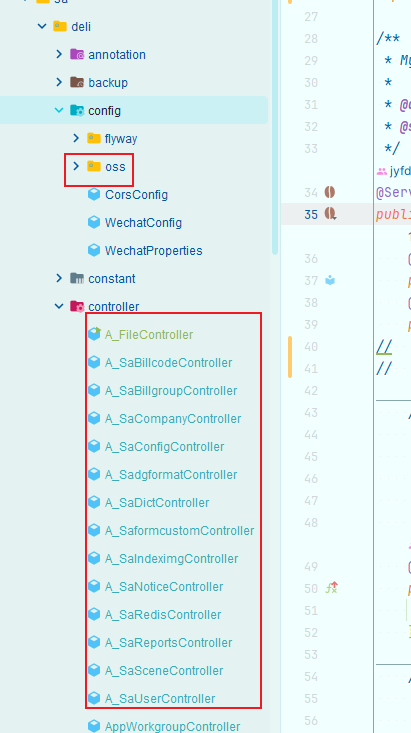 sa
deli
annotation
backup
config
flyway
oss
CorsConfig
WechatConfig
WechatProperties
constant
controller
A_FileController
A_SaBillcodeController
A_SaBillgroupController
A_SaCompanyController
A_SaConfigController
A_SadgformatController
A_SaDictController
A_SaformcustomController
A_SaIndeximgController
A_SaNoticeController
A_SaRedisController
A_SaReportsController
A_SaSceneController
A_SaUserController
AppWorkgroupController
27
28 /**
29 * My
30 *
31 * @
32 * @s
33 */
jyfd
34 @Serv
35 publi
36
37
38
39
40 //
41 //
42
43
44
45
46
47
48
49
50
51
52
53
54
55
56